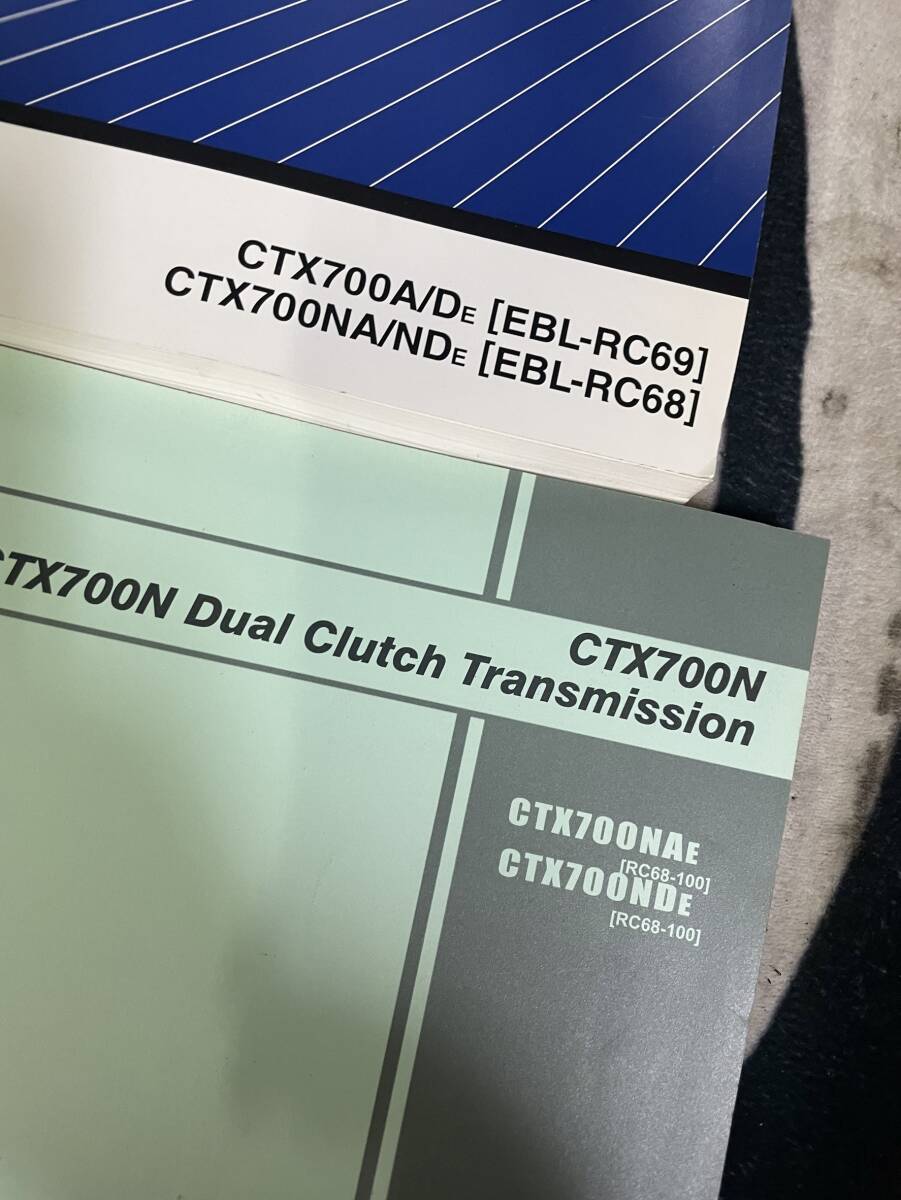 CTX700A/DE [EBL-RC69]
CTX700NA/NDE [EBL-RC68]
CTX700N
CTX700N Dual Clutch Transmission
CTX700NAE
[RC68-100]
CTX700NDE
[RC68-100]